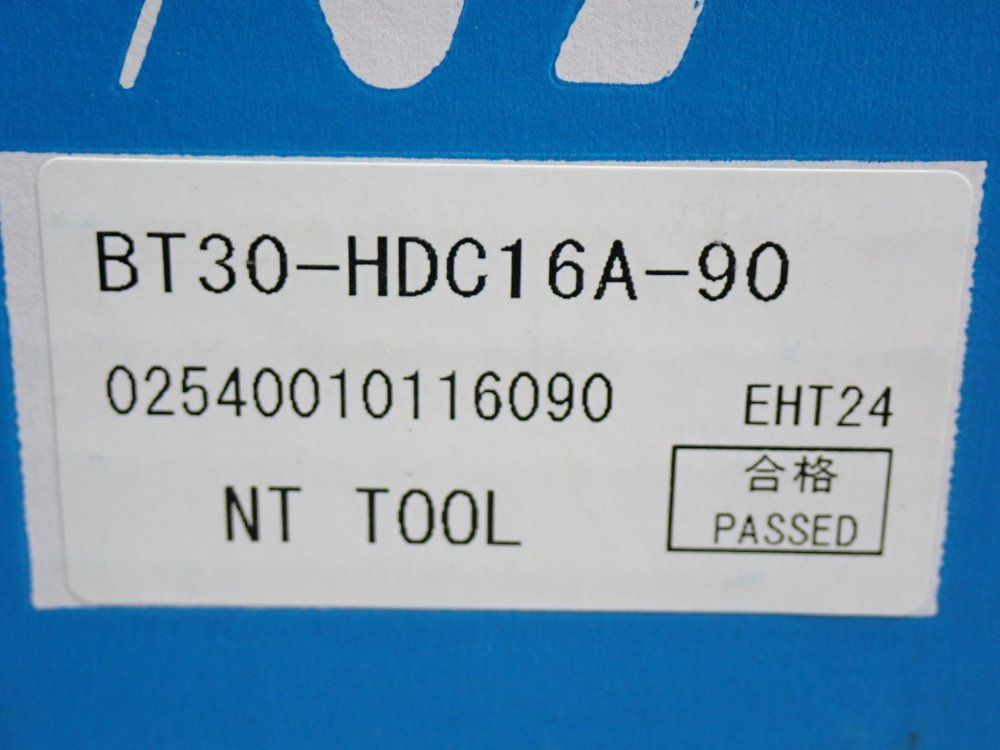 BT30-HDC16A-90
02540010116090 EHT24
NT TOOL
合格
PASSED